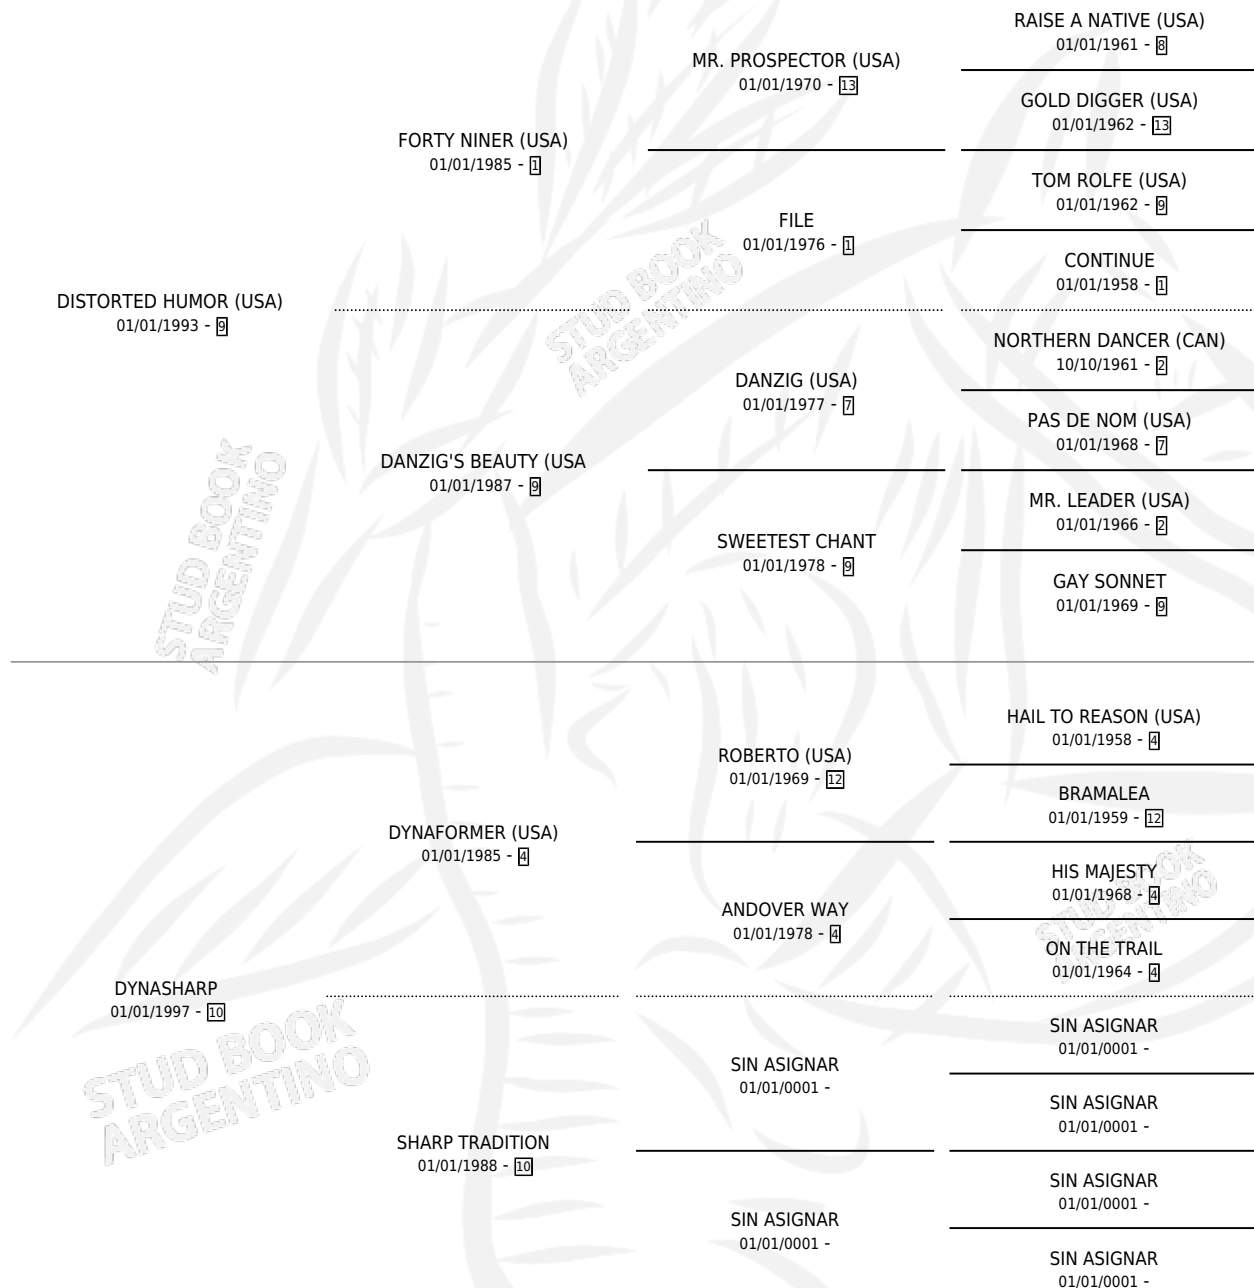 RAISE A NATIVE (USA)
01/01/1961 - 8
MR. PROSPECTOR (USA)
01/01/1970 - 13
GOLD DIGGER (USA)
01/01/1962 - 13
FORTY NINER (USA)
01/01/1985 - 1
TOM ROLFE (USA)
01/01/1962 - 9
FILE
01/01/1976 - 1
CONTINUE
01/01/1958 - 1
DISTORTED HUMOR (USA)
01/01/1993 - 9
NORTHERN DANCER (CAN)
10/10/1961 - 2
DANZIG (USA)
01/01/1977 - 7
PAS DE NOM (USA)
01/01/1968 - 7
DANZIG'S BEAUTY (USA
01/01/1987 - 9
MR. LEADER (USA)
01/01/1966 - 2
SWEETEST CHANT
01/01/1978 - 9
GAY SONNET
01/01/1969 - 9
HAIL TO REASON (USA)
01/01/1958 - 4
ROBERTO (USA)
01/01/1969 - 12
BRAMALEA
01/01/1959 - 12
DYNAFORMER (USA)
01/01/1985 - 4
HIS MAJESTY
01/01/1968 - 4
ANDOVER WAY
01/01/1978 - 4
ON THE TRAIL
01/01/1964 - 4
DYNASHARP
01/01/1997 - 10
SIN ASIGNAR
01/01/0001 -
SIN ASIGNAR
01/01/0001 -
SIN ASIGNAR
01/01/0001 -
SHARP TRADITION
01/01/1988 - 10
SIN ASIGNAR
01/01/0001 -
SIN ASIGNAR
01/01/0001 -
SIN ASIGNAR
01/01/0001 -
STUD BOOK
ARGENTINO
STUD BOOK
ARGENTINO
STUD BOOK
ARGENTINO
STUD BOOK
ARGENTINO